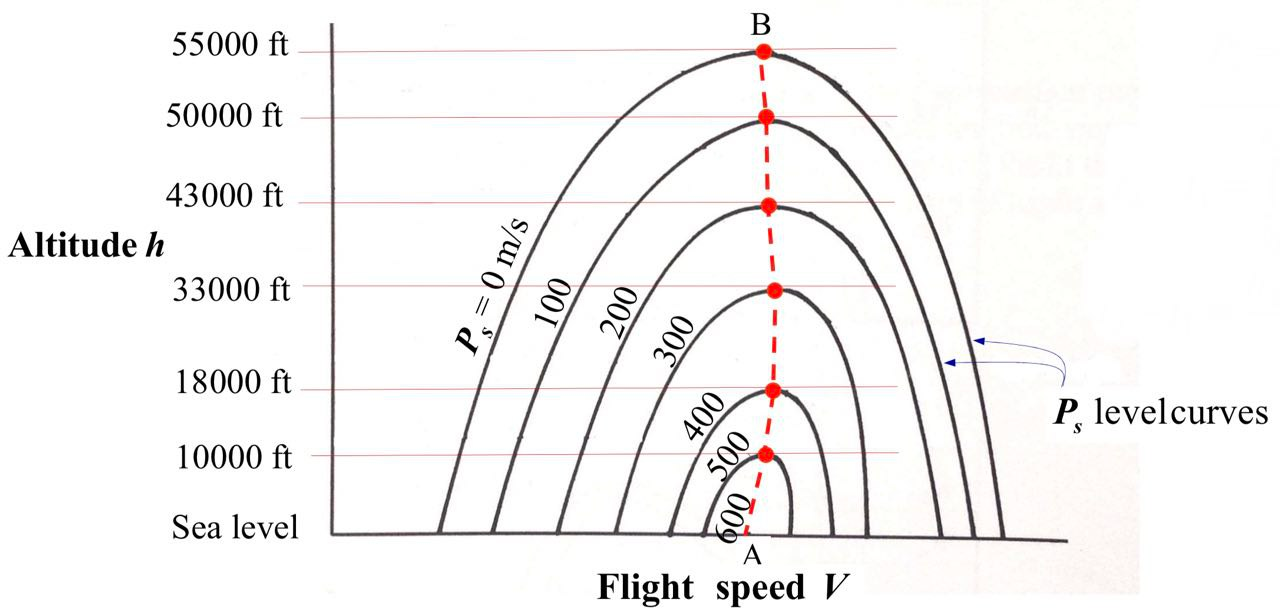 B
55000 ft
50000 ft
43000 ft
Altitude h
33000 ft
18000 ft
10000 ft
Sea level
Ps = 0 m/s
100
200
300
400
500
600
Ps levelcurves
A
Flight speed V